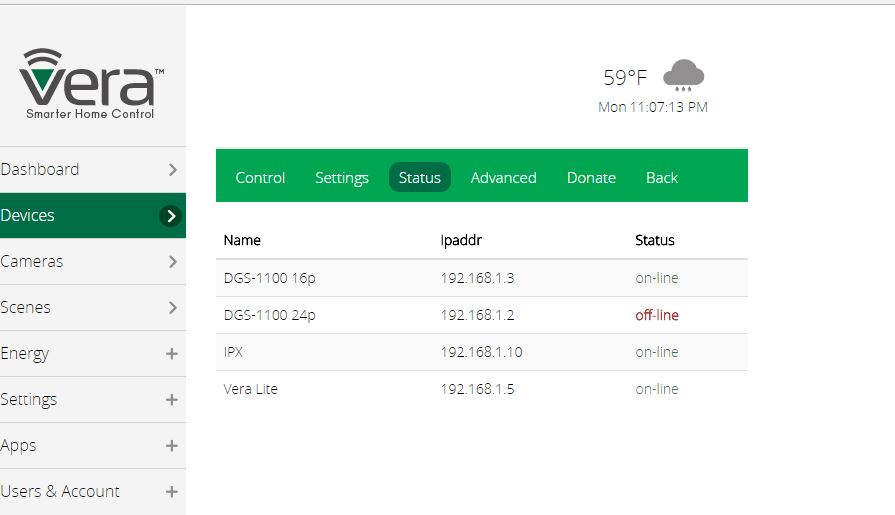 vera™
Smarter Home Control
59°F
Mon 11:07:13 PM
Dashboard
Devices
Cameras
Scenes
Energy
Settings
Apps
Users & Account
Control Settings Status Advanced Donate Back
Name Ipaddr Status
DGS-1100 16p 192.168.1.3 on-line
DGS-1100 24p 192.168.1.2 off-line
IPX 192.168.1.10 on-line
Vera Lite 192.168.1.5 on-line